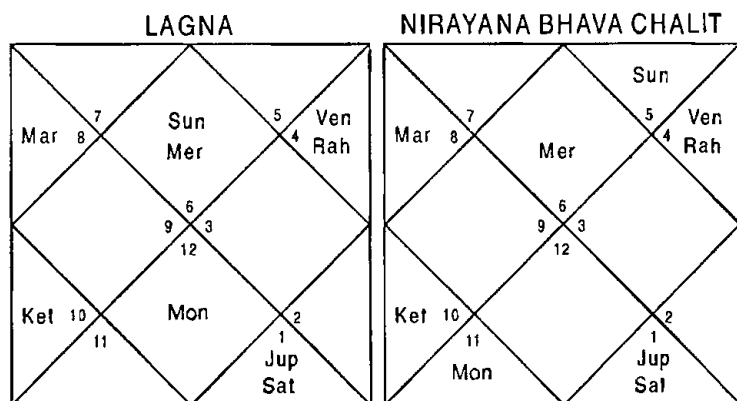 LAGNA
7
5
Mar
8
Sun
Mer
4
Ven
Rah
6
9
3
12
Ket
10
11
Mon
2
1
Jup
Sat
NIRAYANA BHAVA CHALIT
Sun
7
5
Mar
8
Mer
4
Ven
Rah
6
9
3
12
Ket
10
11
Mon
2
1
Jup
Sat